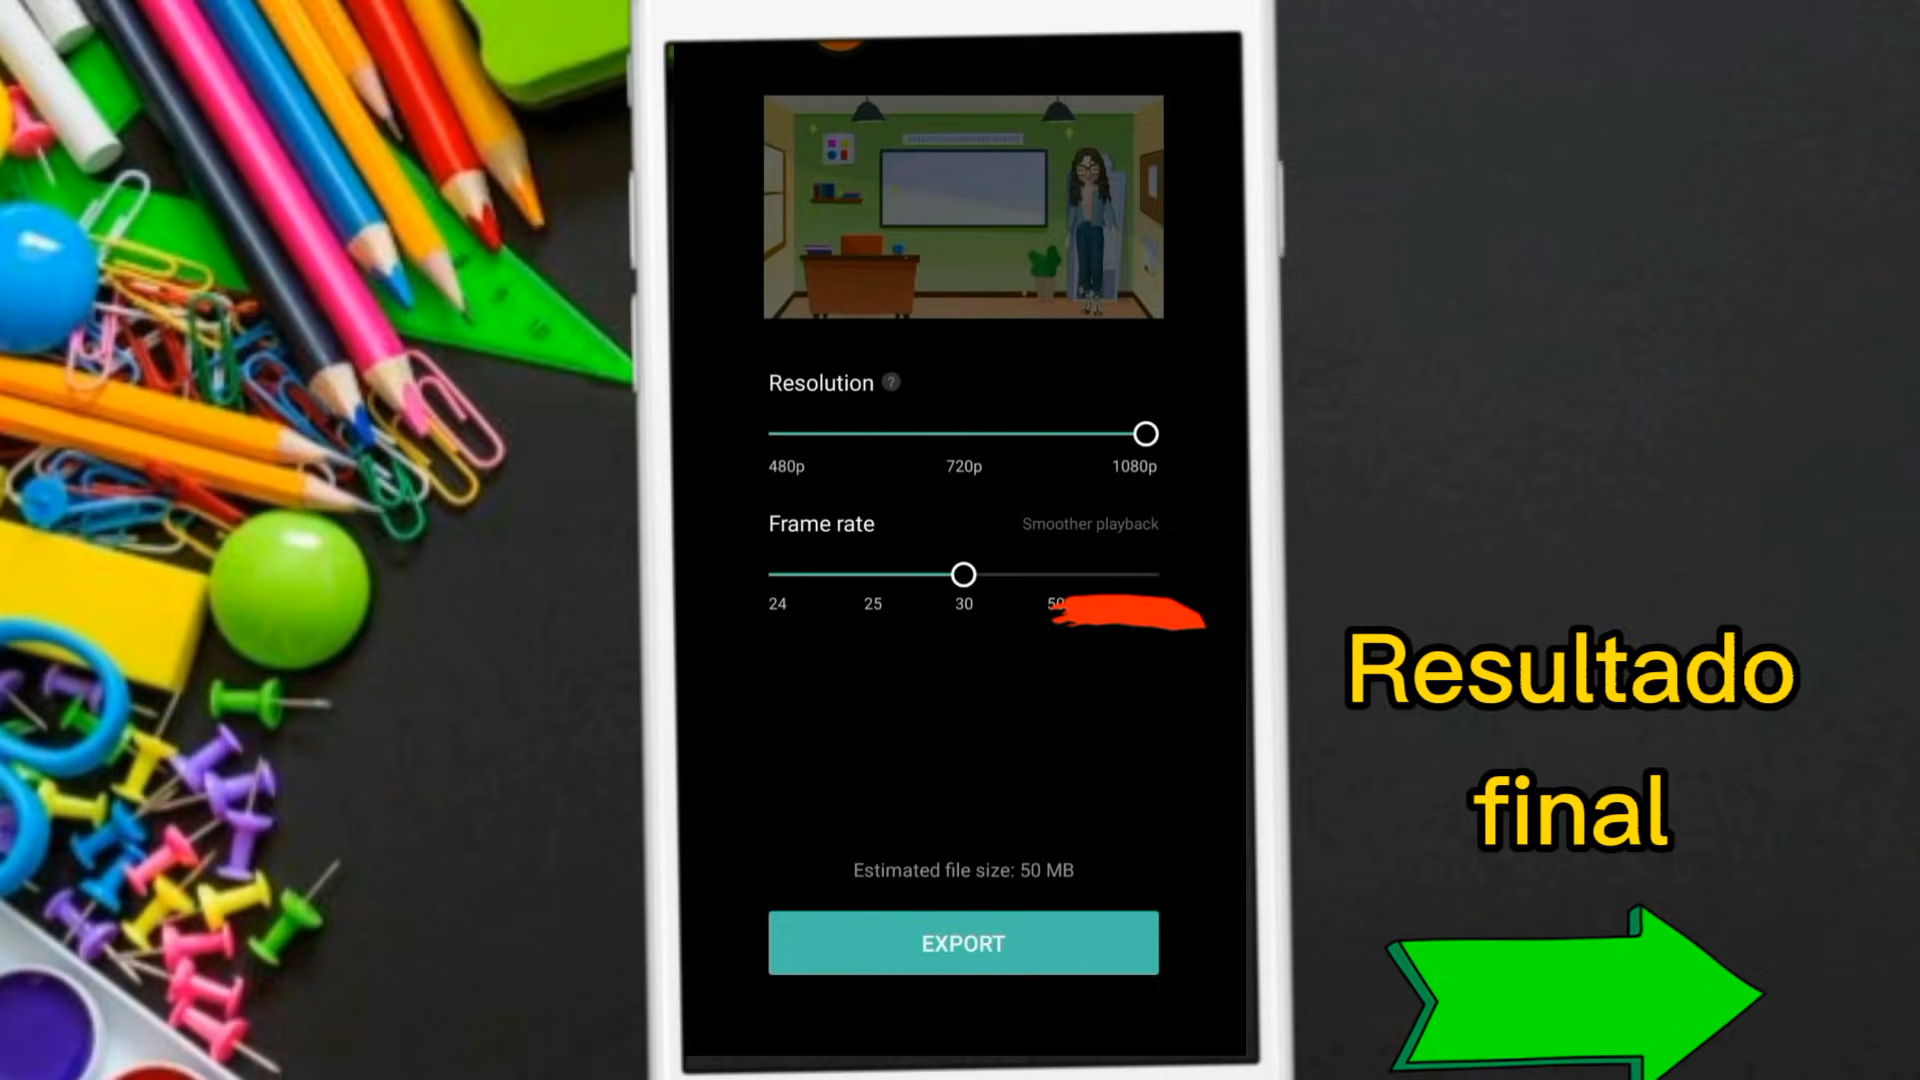 Resolution ?
480p 720p 1080p
Frame rate Smoother playback
24 25 30 50
Estimated file size: 50 MB
EXPORT
Resultado
final